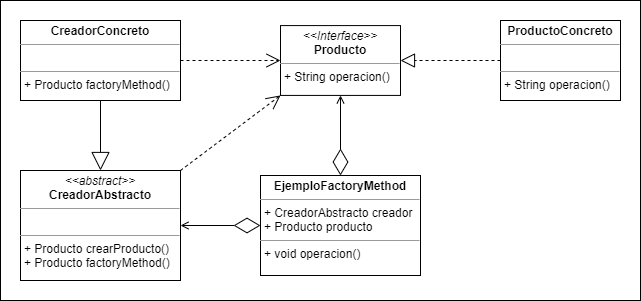 CreadorConcreto
+ Producto factoryMethod()
<<Interface>>
Producto
+ String operacion()
ProductoConcreto
+ String operacion()
<<abstract>>
CreadorAbstracto
+ Producto crearProducto()
+ Producto factoryMethod()
EjemploFactoryMethod
+ CreadorAbstracto creador
+ Producto producto
+ void operacion()